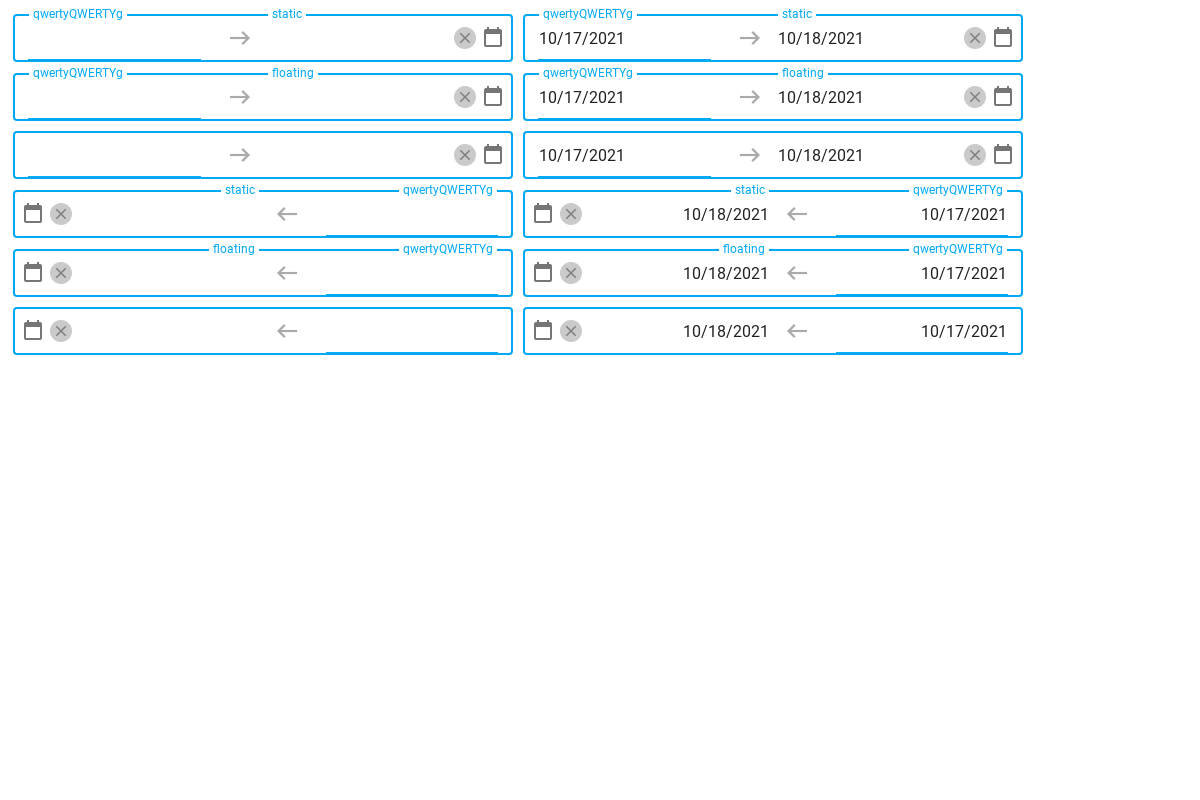 qwertyQWERTYg static qwertyQWERTYg static
10/17/2021 10/18/2021
qwertyQWERTYg floating qwertyQWERTYg floating
10/17/2021 10/18/2021
10/17/2021 10/18/2021
static qwertyQWERTYg static qwertyQWERTYg
10/18/2021 10/17/2021
floating qwertyQWERTYg floating qwertyQWERTYg
10/18/2021 10/17/2021
10/18/2021 10/17/2021